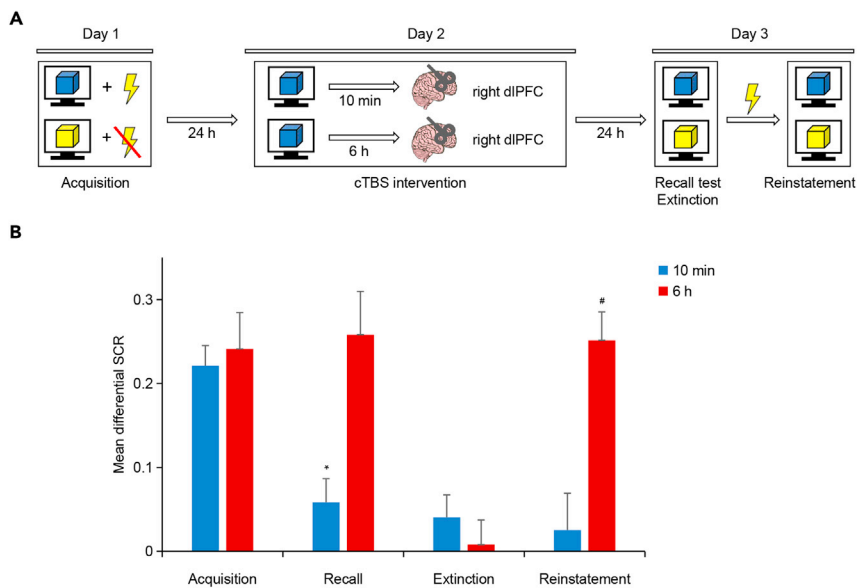 A
Day 1
Day 2
Day 3
+
10 min
right dlPFC
+
24 h
6 h
right dlPFC
24 h
Acquisition
cTBS intervention
Recall test
Extinction
Reinstatement
B
10 min
6 h
Mean differential SCR
0.3
0.2
0.1
0
*
#
Acquisition
Recall
Extinction
Reinstatement